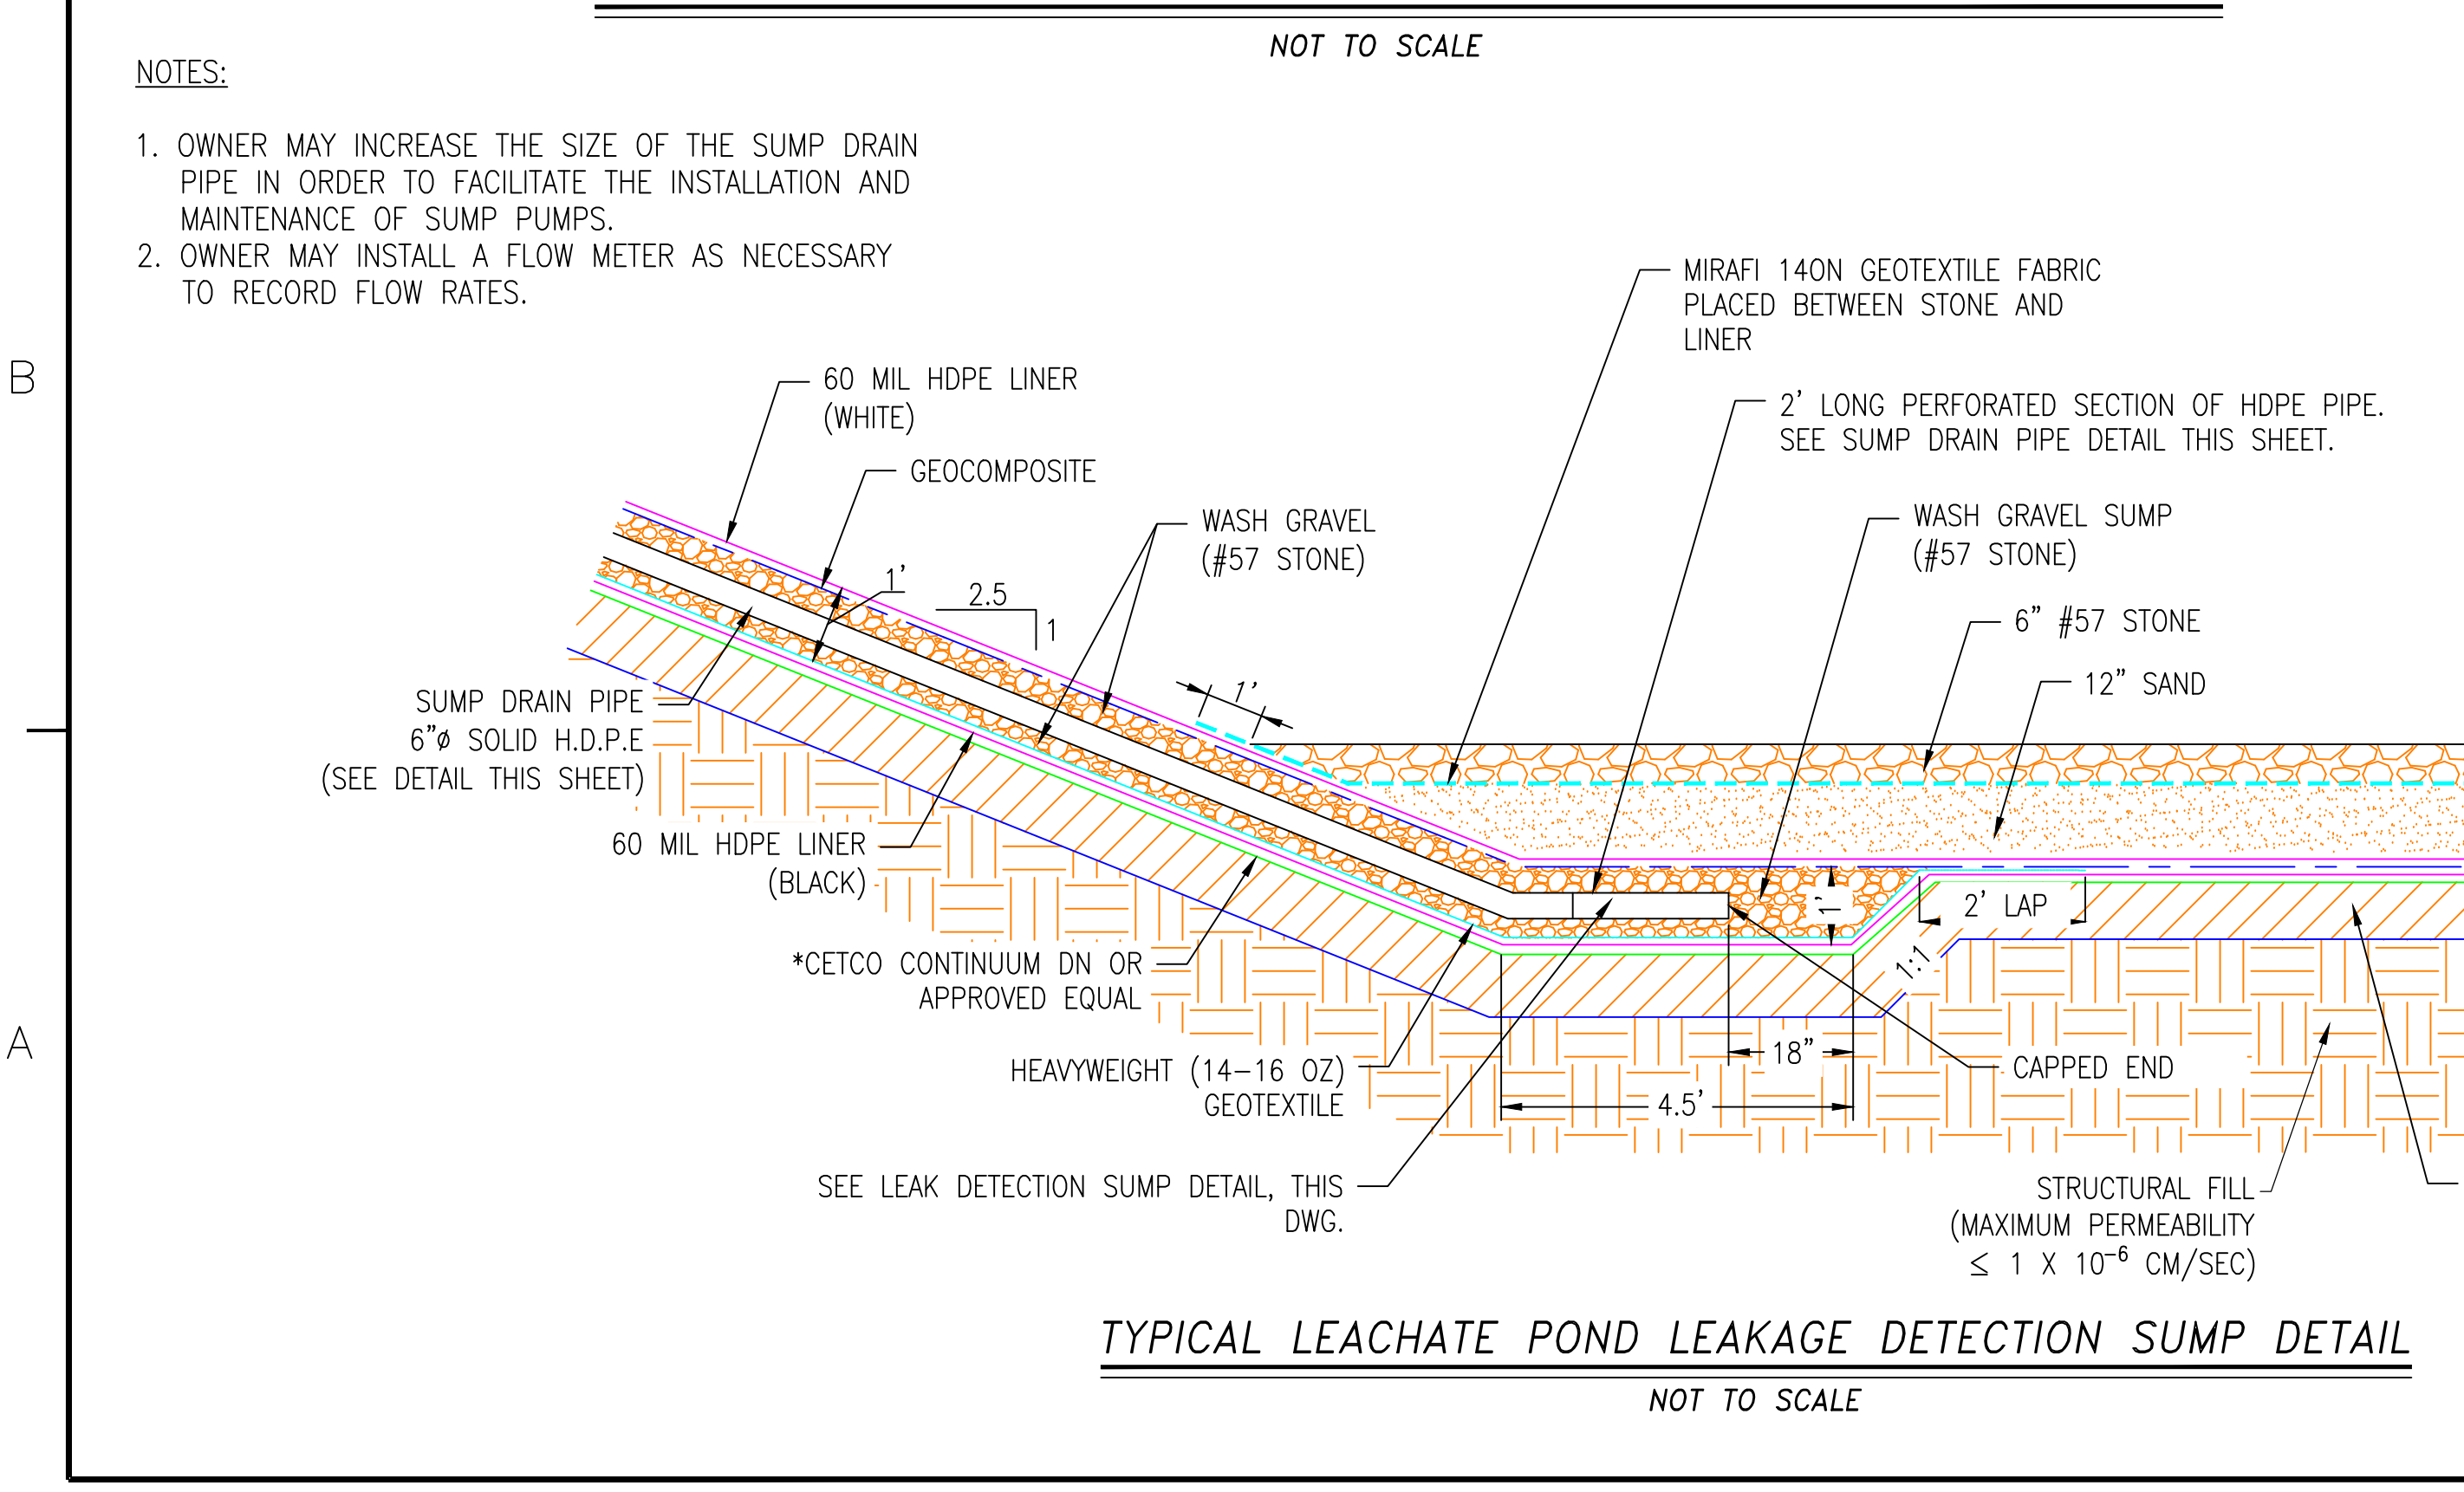 NOT TO SCALE
NOTES:
1. OWNER MAY INCREASE THE SIZE OF THE SUMP DRAIN
PIPE IN ORDER TO FACILITATE THE INSTALLATION AND
MAINTENANCE OF SUMP PUMPS.
2. OWNER MAY INSTALL A FLOW METER AS NECESSARY
TO RECORD FLOW RATES.
B
A
MIRAFI 140N GEOTEXTILE FABRIC
PLACED BETWEEN STONE AND
LINER
60 MIL HDPE LINER
(WHITE)
2' LONG PERFORATED SECTION OF HDPE PIPE.
SEE SUMP DRAIN PIPE DETAIL THIS SHEET.
GEOCOMPOSITE
WASH GRAVEL
(#57 STONE)
WASH GRAVEL SUMP
(#57 STONE)
1'
2.5
1
6" #57 STONE
12" SAND
1'
SUMP DRAIN PIPE
6"ø SOLID H.D.P.E
(SEE DETAIL THIS SHEET)
60 MIL HDPE LINER
(BLACK)
1'
2' LAP
1:1
*CETCO CONTINUUM DN OR
APPROVED EQUAL
18"
CAPPED END
HEAVYWEIGHT (14-16 OZ)
GEOTEXTILE
4.5'
SEE LEAK DETECTION SUMP DETAIL, THIS
DWG.
STRUCTURAL FILL
(MAXIMUM PERMEABILITY
≤ 1 X 10⁻⁶ CM/SEC)
TYPICAL LEACHATE POND LEAKAGE DETECTION SUMP DETAIL
NOT TO SCALE